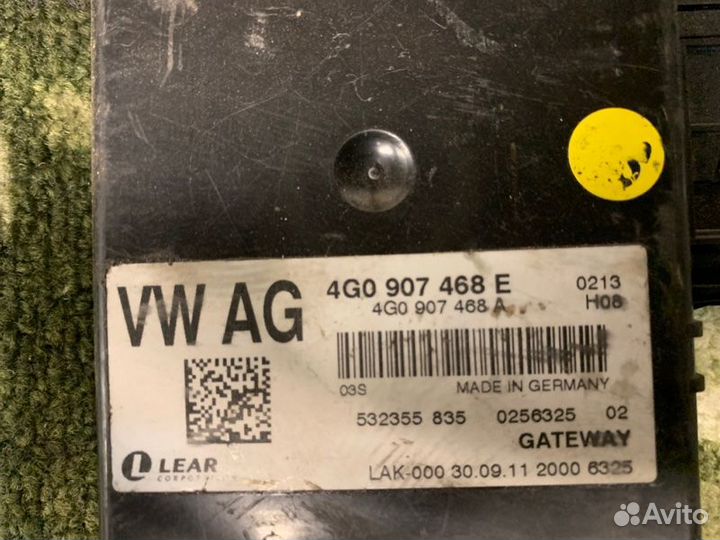 VW AG
4G0 907 468 E 0213
4G0 907 468 A H08
03S MADE IN GERMANY
532355 835 0256325 02
GATEWAY
LEAR
CORPORATION
LAK-000 30.09.11 2000 6325
Avito